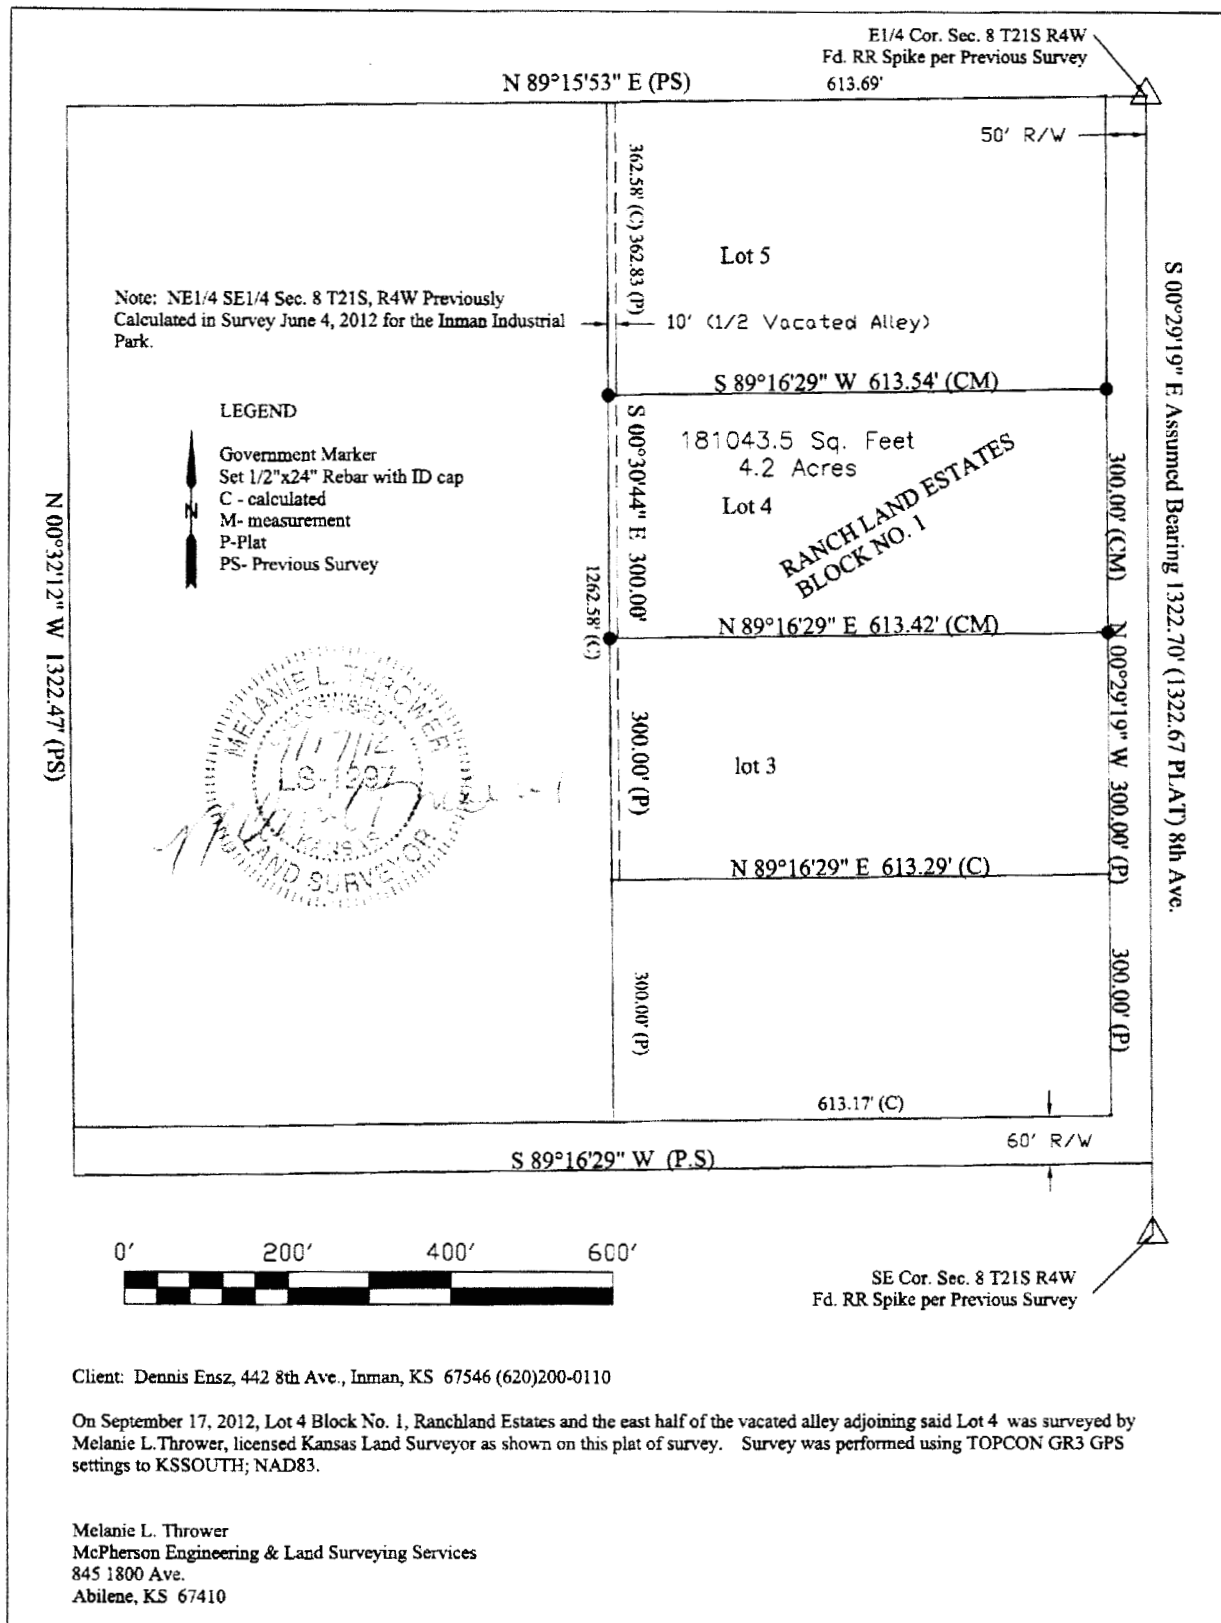 E1/4 Cor. Sec. 8 T21S R4W
Fd. RR Spike per Previous Survey
N 89°15'53" E (PS)
613.69'
50' R/W
362.58' (C) 362.83 (P)
Lot 5
Note: NE1/4 SE1/4 Sec. 8 T21S, R4W Previously
Calculated in Survey June 4, 2012 for the Inman Industrial
Park.
10' (1/2 Vacated Alley)
S 89°16'29" W 613.54' (CM)
LEGEND
Government Marker
Set 1/2"x24" Rebar with ID cap
C - calculated
M- measurement
P-Plat
PS- Previous Survey
N
S 00°30'44" E 300.00'
181043.5 Sq. Feet
4.2 Acres
Lot 4
RANCH LAND ESTATES
BLOCK NO. 1
300.00' (CM)
S 00°29'19" E Assumed Bearing 1322.70' (1322.67 PLAT) 8th Ave.
N 00°32'12" W 1322.47' (PS)
1262.58' (C)
N 89°16'29" E 613.42' (CM)
N 00°29'19" W 300.00' (P)
MELANIE L. THROWER
LICENSED
9/17/12
LS-1297
KANSAS
LAND SURVEYOR
300.00' (P)
lot 3
N 89°16'29" E 613.29' (C)
300.00' (P)
300.00' (P)
613.17' (C)
60' R/W
S 89°16'29" W (P.S)
0' 200' 400' 600'
SE Cor. Sec. 8 T21S R4W
Fd. RR Spike per Previous Survey
Client: Dennis Ensz, 442 8th Ave., Inman, KS 67546 (620)200-0110
On September 17, 2012, Lot 4 Block No. 1, Ranchland Estates and the east half of the vacated alley adjoining said Lot 4 was surveyed by
Melanie L.Thrower, licensed Kansas Land Surveyor as shown on this plat of survey. Survey was performed using TOPCON GR3 GPS
settings to KSSOUTH; NAD83.
Melanie L. Thrower
McPherson Engineering & Land Surveying Services
845 1800 Ave.
Abilene, KS 67410